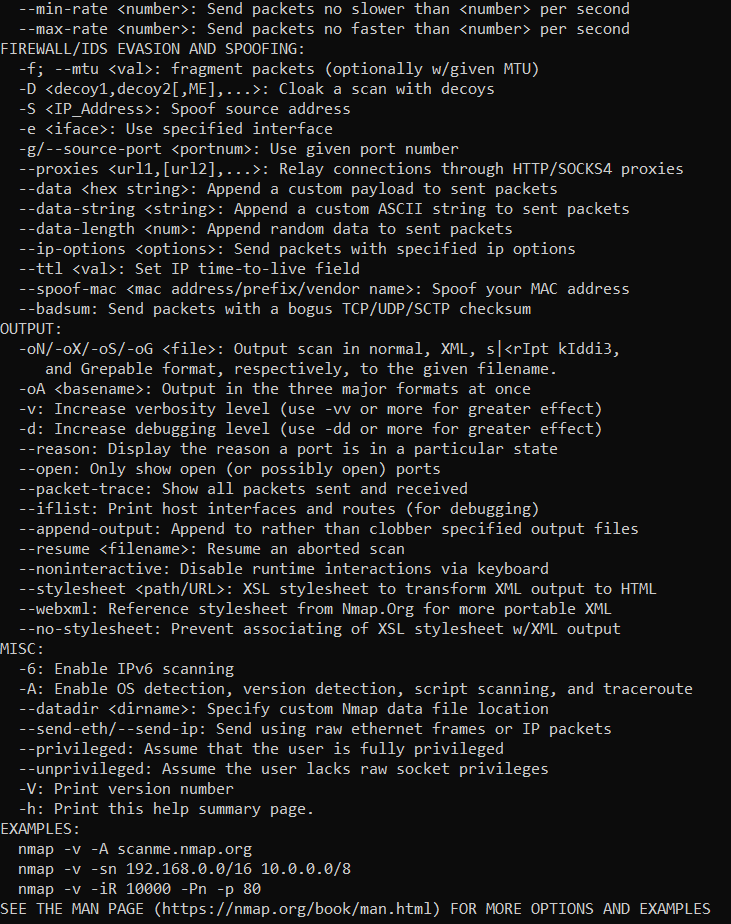 --min-rate <number>: Send packets no slower than <number> per second
--max-rate <number>: Send packets no faster than <number> per second
FIREWALL/IDS EVASION AND SPOOFING:
-f; --mtu <val>: fragment packets (optionally w/given MTU)
-D <decoy1,decoy2[,ME],...>: Cloak a scan with decoys
-S <IP_Address>: Spoof source address
-e <iface>: Use specified interface
-g/--source-port <portnum>: Use given port number
--proxies <url1,[url2],...>: Relay connections through HTTP/SOCKS4 proxies
--data <hex string>: Append a custom payload to sent packets
--data-string <string>: Append a custom ASCII string to sent packets
--data-length <num>: Append random data to sent packets
--ip-options <options>: Send packets with specified ip options
--ttl <val>: Set IP time-to-live field
--spoof-mac <mac address/prefix/vendor name>: Spoof your MAC address
--badsum: Send packets with a bogus TCP/UDP/SCTP checksum
OUTPUT:
-oN/-oX/-oS/-oG <file>: Output scan in normal, XML, s|<rIpt kIddi3,
and Grepable format, respectively, to the given filename.
-oA <basename>: Output in the three major formats at once
-v: Increase verbosity level (use -vv or more for greater effect)
-d: Increase debugging level (use -dd or more for greater effect)
--reason: Display the reason a port is in a particular state
--open: Only show open (or possibly open) ports
--packet-trace: Show all packets sent and received
--iflist: Print host interfaces and routes (for debugging)
--append-output: Append to rather than clobber specified output files
--resume <filename>: Resume an aborted scan
--noninteractive: Disable runtime interactions via keyboard
--stylesheet <path/URL>: XSL stylesheet to transform XML output to HTML
--webxml: Reference stylesheet from Nmap.Org for more portable XML
--no-stylesheet: Prevent associating of XSL stylesheet w/XML output
MISC:
-6: Enable IPv6 scanning
-A: Enable OS detection, version detection, script scanning, and traceroute
--datadir <dirname>: Specify custom Nmap data file location
--send-eth/--send-ip: Send using raw ethernet frames or IP packets
--privileged: Assume that the user is fully privileged
--unprivileged: Assume the user lacks raw socket privileges
-V: Print version number
-h: Print this help summary page.
EXAMPLES:
nmap -v -A scanme.nmap.org
nmap -v -sn 192.168.0.0/16 10.0.0.0/8
nmap -v -iR 10000 -Pn -p 80
SEE THE MAN PAGE (https://nmap.org/book/man.html) FOR MORE OPTIONS AND EXAMPLES